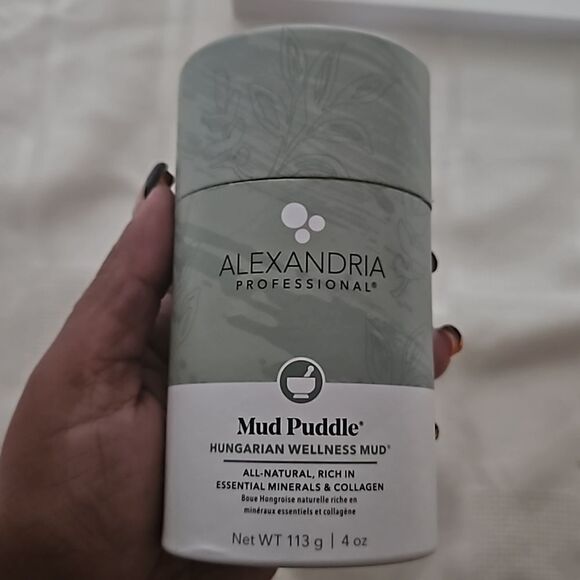 ALEXANDRIA
PROFESSIONAL®
Mud Puddle®
HUNGARIAN WELLNESS MUD®
ALL-NATURAL, RICH IN
ESSENTIAL MINERALS & COLLAGEN
Boue Hongroise naturelle riche en
minéraux essentiels et collagène
Net WT 113 g | 4 oz